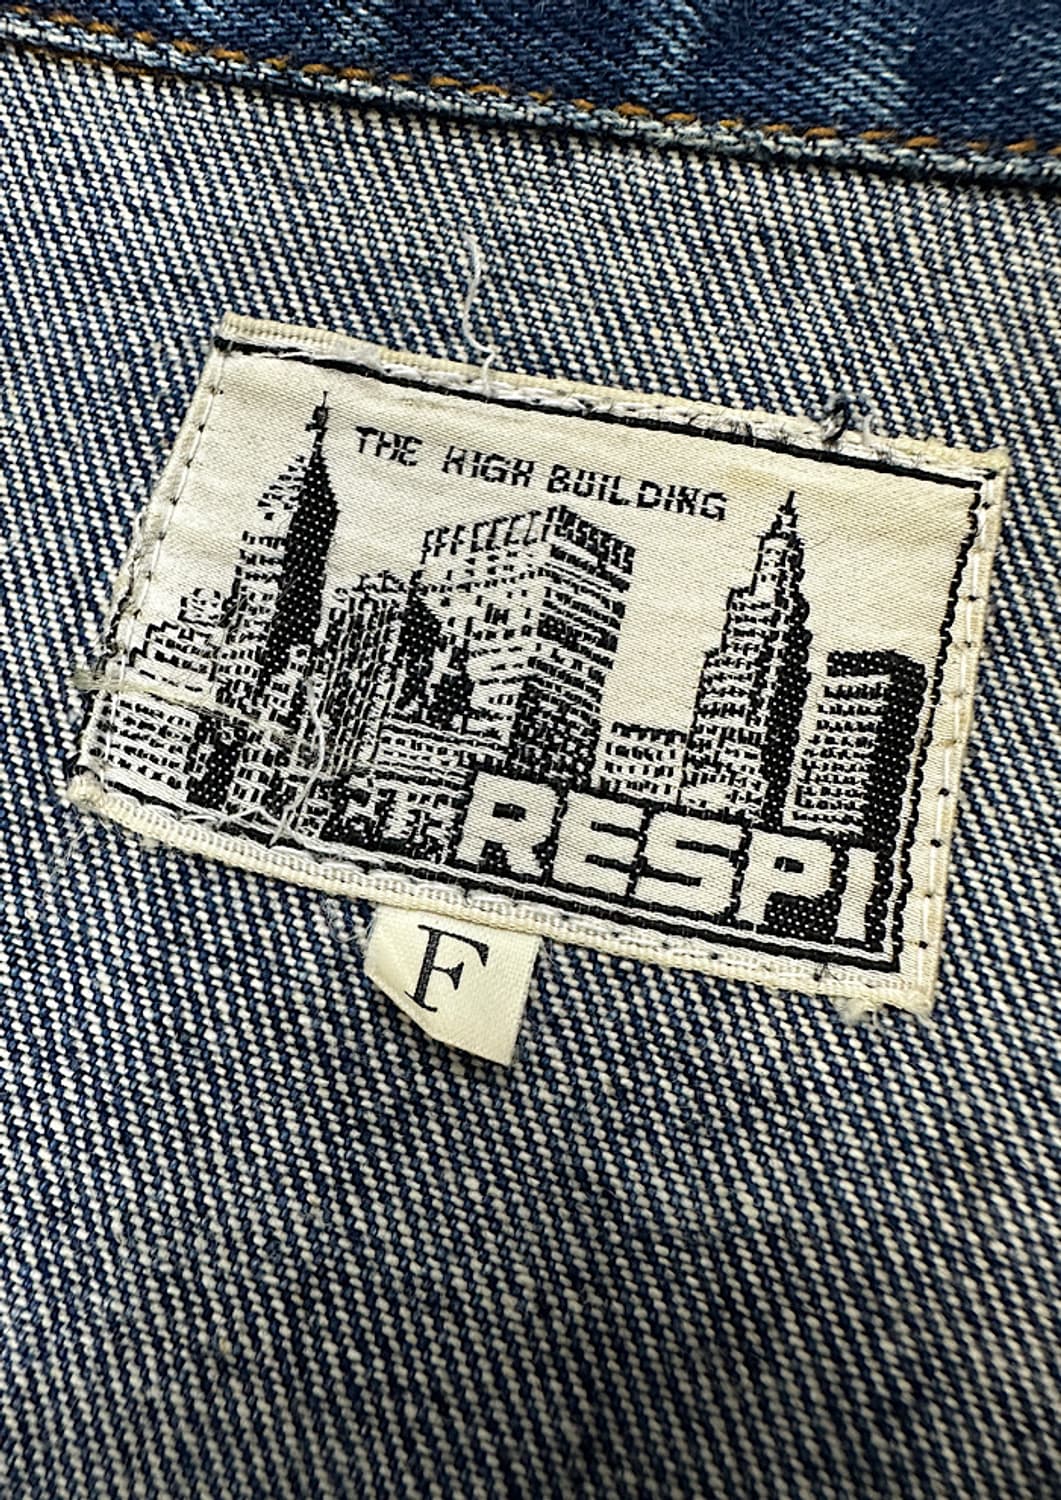 THE HIGH BUILDING
RESPI
F